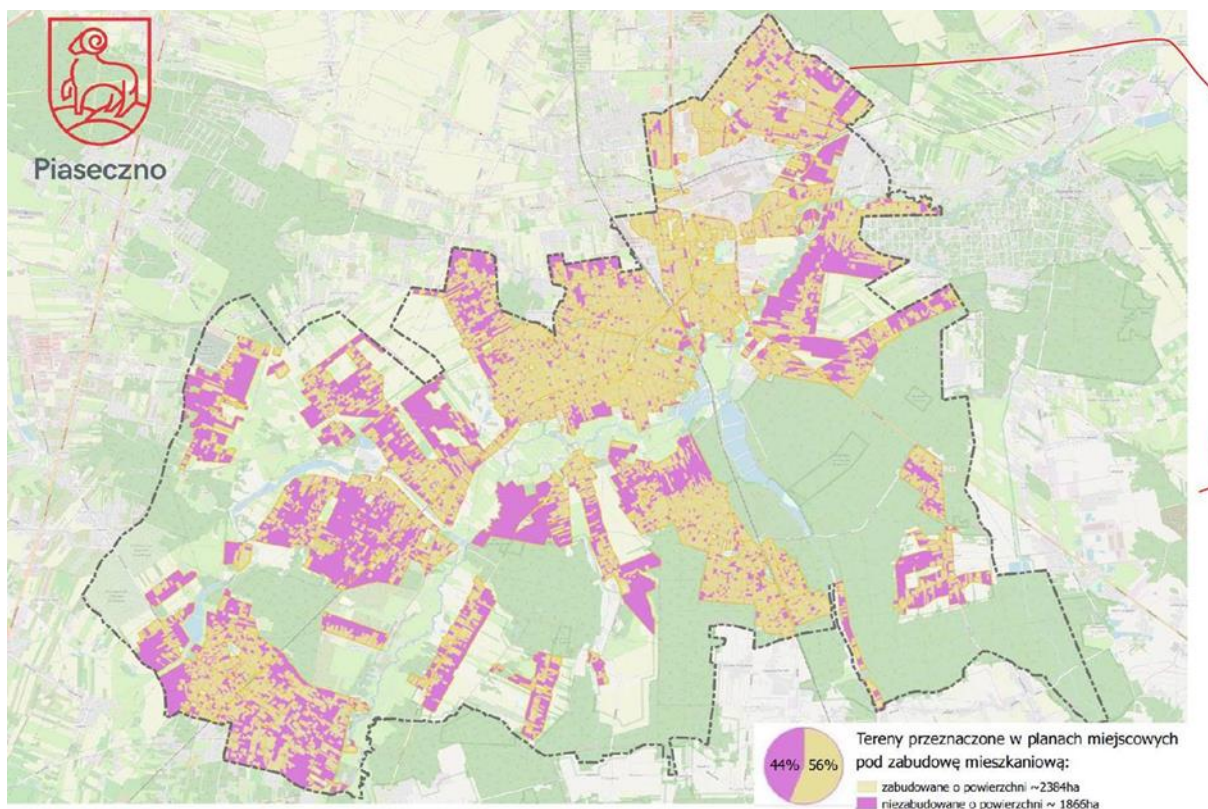 Piaseczno
44%
56%
Tereny przeznaczone w planach miejscowych
pod zabudowę mieszkaniową:
zabudowane o powierzchni ~2384ha
niezabudowane o powierzchni ~ 1866ha